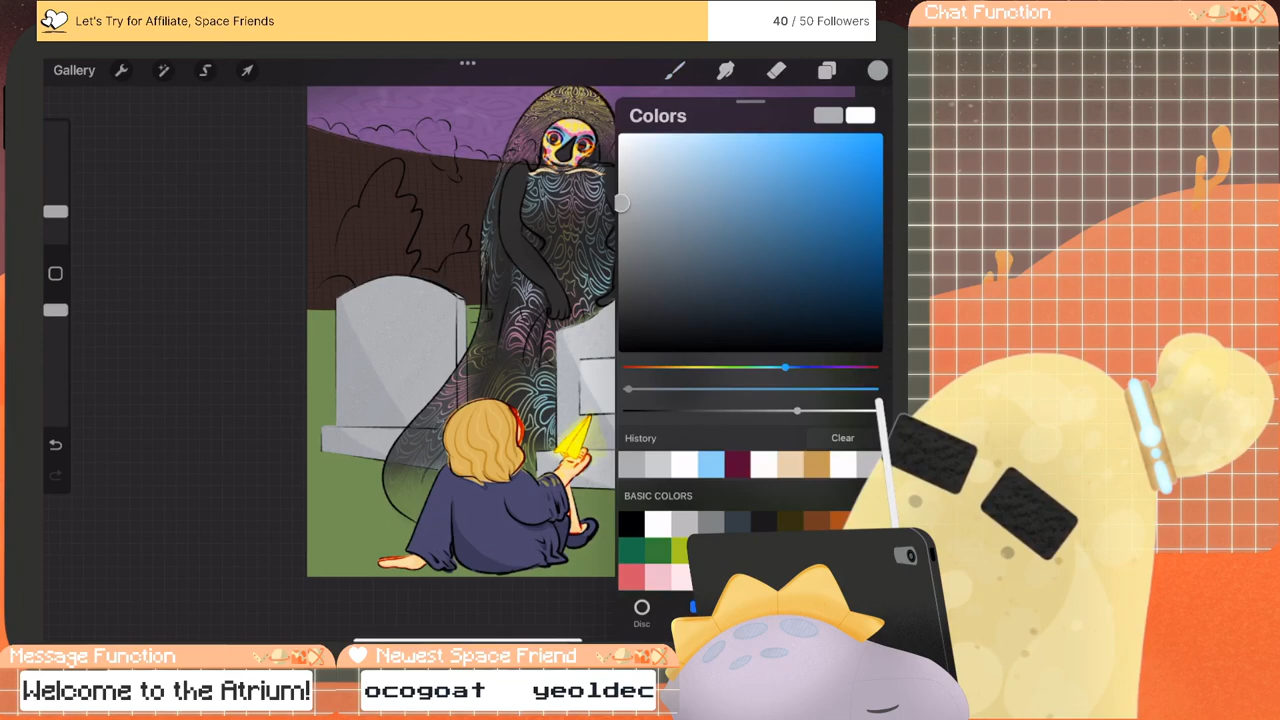 Let's Try for Affiliate, Space Friends
40 / 50 Followers
Chat Function
Gallery
Colors
History
Clear
BASIC COLORS
Disc
Message Function
Newest Space Friend
Welcome to the Atrium!
ocogoat yeoldec